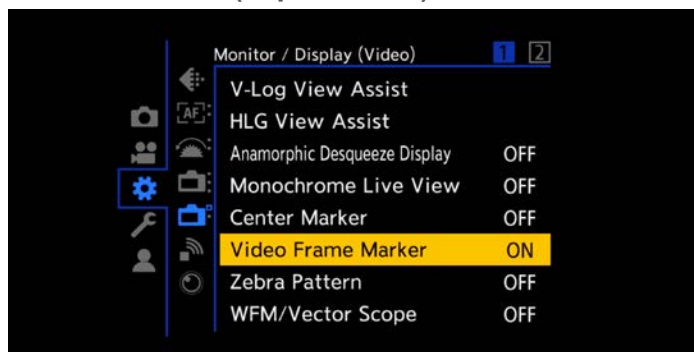 Monitor / Display (Video) 1 2
V-Log View Assist
AF
HLG View Assist
Anamorphic Desqueeze Display OFF
Monochrome Live View OFF
Center Marker OFF
Video Frame Marker ON
Zebra Pattern OFF
WFM/Vector Scope OFF